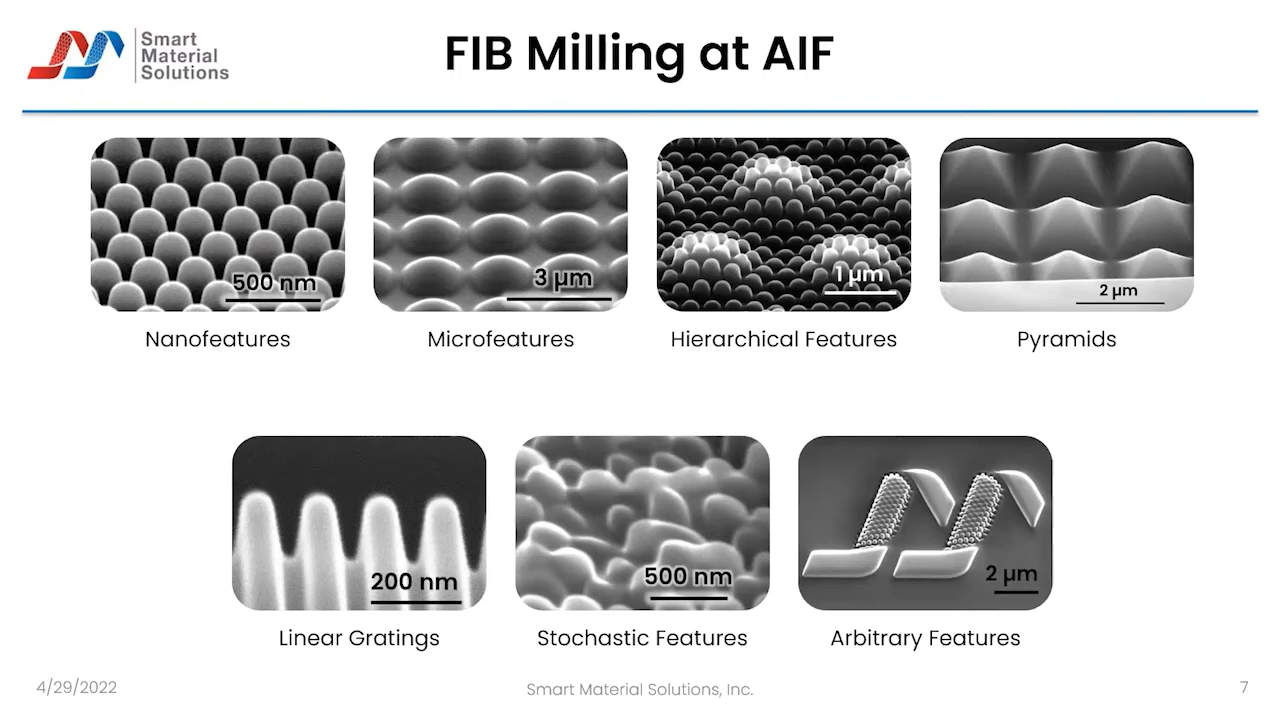 Smart
Material
Solutions
FIB Milling at AIF
500 nm
3 µm
1 µm
2 µm
Nanofeatures
Microfeatures
Hierarchical Features
Pyramids
200 nm
500 nm
2 µm
Linear Gratings
Stochastic Features
Arbitrary Features
4/29/2022
Smart Material Solutions, Inc.
7